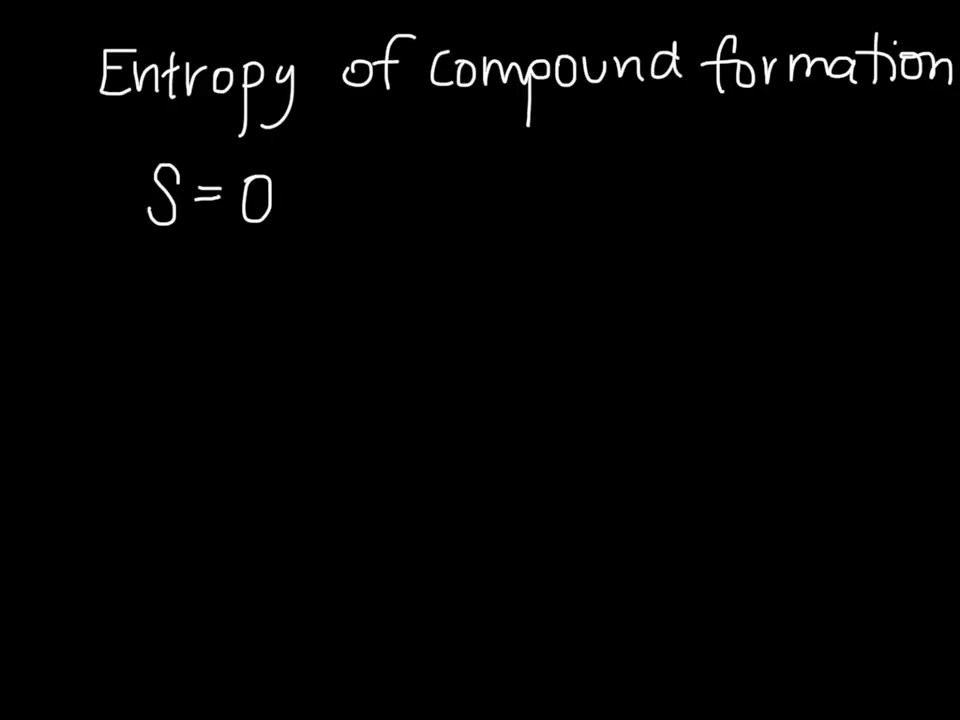 Entropy of compound formation
S = 0